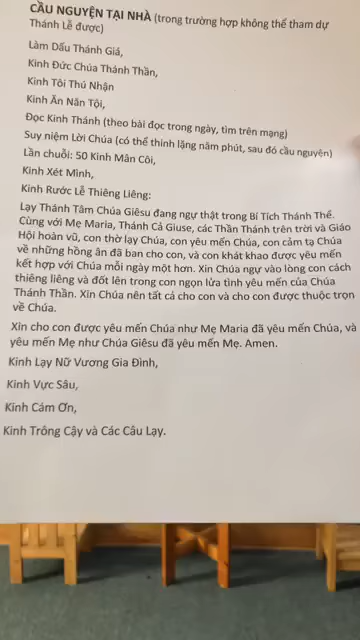 CẦU NGUYỆN TẠI NHÀ (trong trường hợp không thể tham dự
Thánh Lễ được)
Làm Dấu Thánh Giá,
Kinh Đức Chúa Thánh Thần,
Kinh Tôi Thú Nhận
Kinh Ăn Năn Tội,
Đọc Kinh Thánh (theo bài đọc trong ngày, tìm trên mạng)
Suy niệm Lời Chúa (có thể thinh lặng năm phút, sau đó cầu nguyện)
Lần chuỗi: 50 Kinh Mân Côi,
Kinh Xét Mình,
Kinh Rước Lễ Thiêng Liêng:
Lạy Thánh Tâm Chúa Giêsu đang ngự thật trong Bí Tích Thánh Thể.
Cùng với Mẹ Maria, Thánh Cả Giuse, các Thần Thánh trên trời và Giáo
Hội hoàn vũ, con thờ lạy Chúa, con yêu mến Chúa, con cảm tạ Chúa
về những hồng ân đã ban cho con, và con khát khao được yêu mến
kết hợp với Chúa mỗi ngày một hơn. Xin Chúa ngự vào lòng con cách
thiêng liêng và đốt lên trong con ngọn lửa tình yêu mến của Chúa
Thánh Thần. Xin Chúa nên tất cả cho con và cho con được thuộc trọn
về Chúa.
Xin cho con được yêu mến Chúa như Mẹ Maria đã yêu mến Chúa, và
yêu mến Mẹ như Chúa Giêsu đã yêu mến Mẹ. Amen.
Kinh Lạy Nữ Vương Gia Đình,
Kinh Vực Sâu,
Kinh Cám Ơn,
Kinh Trông Cậy và Các Câu Lạy.